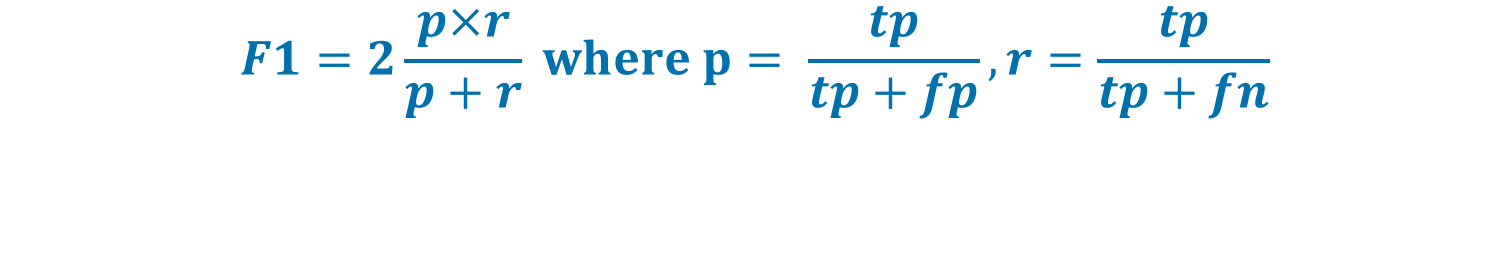 F1 = 2 p×r / p + r where p = tp / tp + fp , r = tp / tp + fn